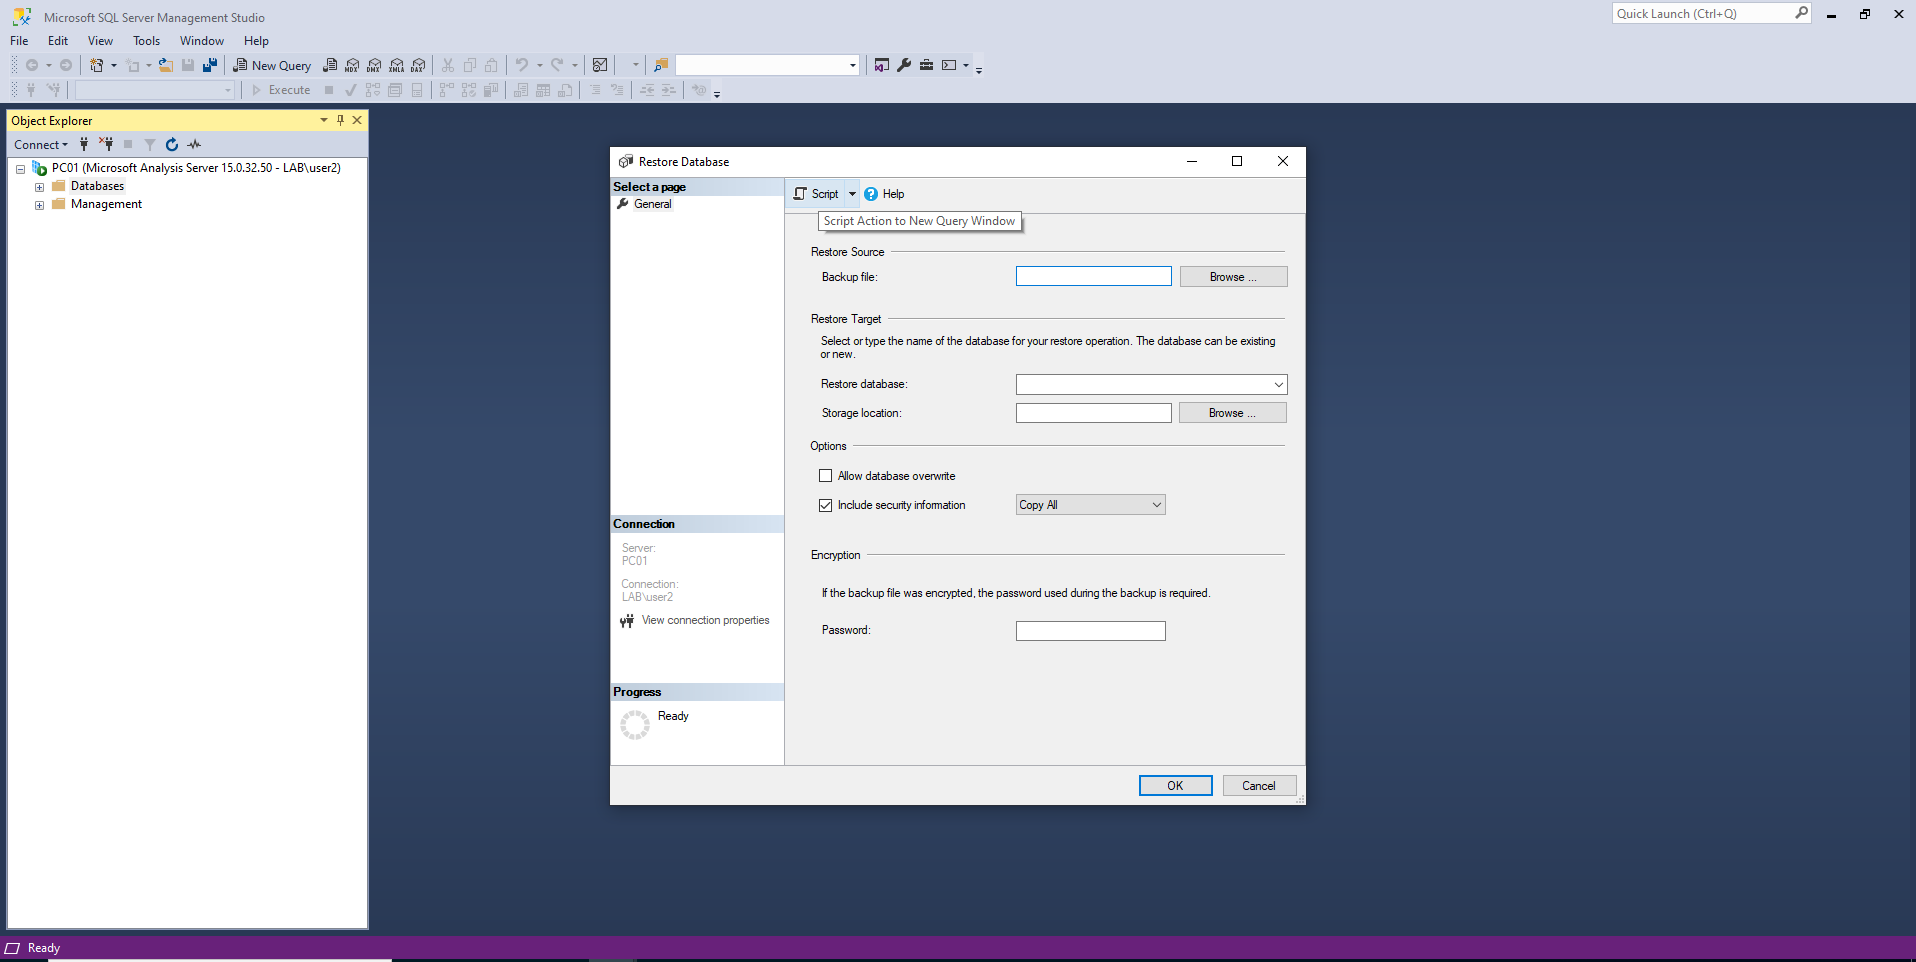 Microsoft SQL Server Management Studio
Quick Launch (Ctrl+Q)
File Edit View Tools Window Help
New Query MDX DMX XMLA DAX
Execute
Object Explorer
Connect
PC01 (Microsoft Analysis Server 15.0.32.50 - LAB\user2)
Databases
Management
Restore Database
Select a page
General
Script Help
Script Action to New Query Window
Restore Source
Backup file: Browse ...
Restore Target
Select or type the name of the database for your restore operation. The database can be existing
or new.
Restore database:
Storage location: Browse ...
Options
Allow database overwrite
Include security information Copy All
Encryption
If the backup file was encrypted, the password used during the backup is required.
Password:
Connection
Server:
PC01
Connection:
LAB\user2
View connection properties
Progress
Ready
OK Cancel
Ready